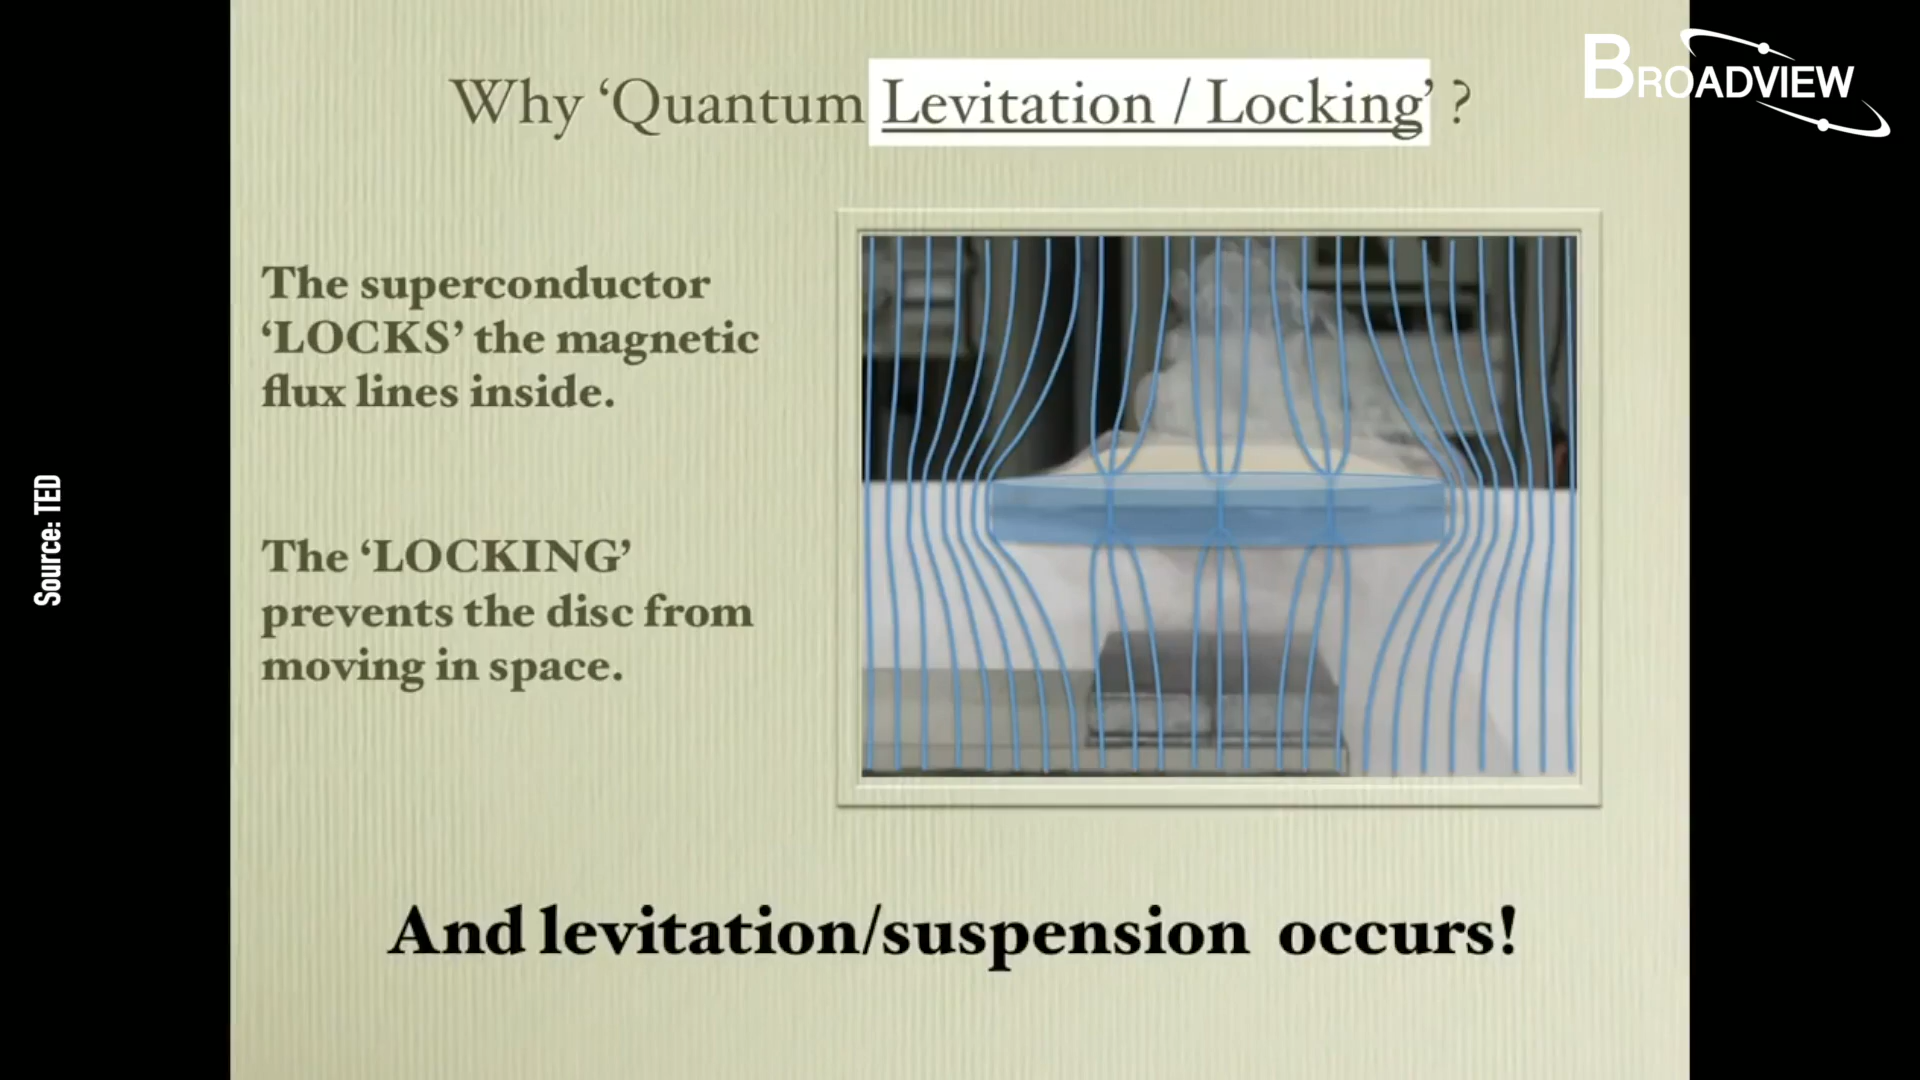 BROADVIEW
Why ‘Quantum Levitation / Locking’ ?
The superconductor
‘LOCKS’ the magnetic
flux lines inside.
The ‘LOCKING’
prevents the disc from
moving in space.
And levitation/suspension occurs!
Source: TED